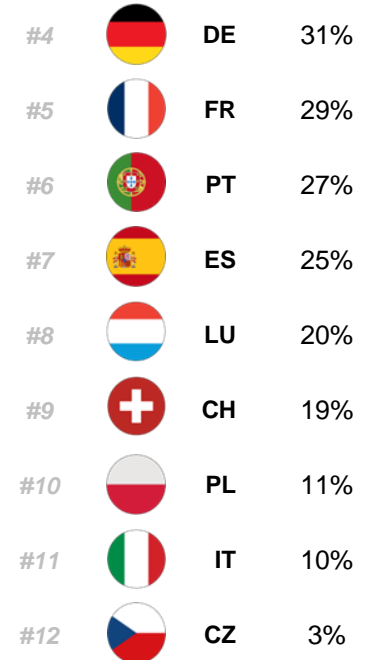 #4 DE 31%
#5 FR 29%
#6 PT 27%
#7 ES 25%
#8 LU 20%
#9 CH 19%
#10 PL 11%
#11 IT 10%
#12 CZ 3%